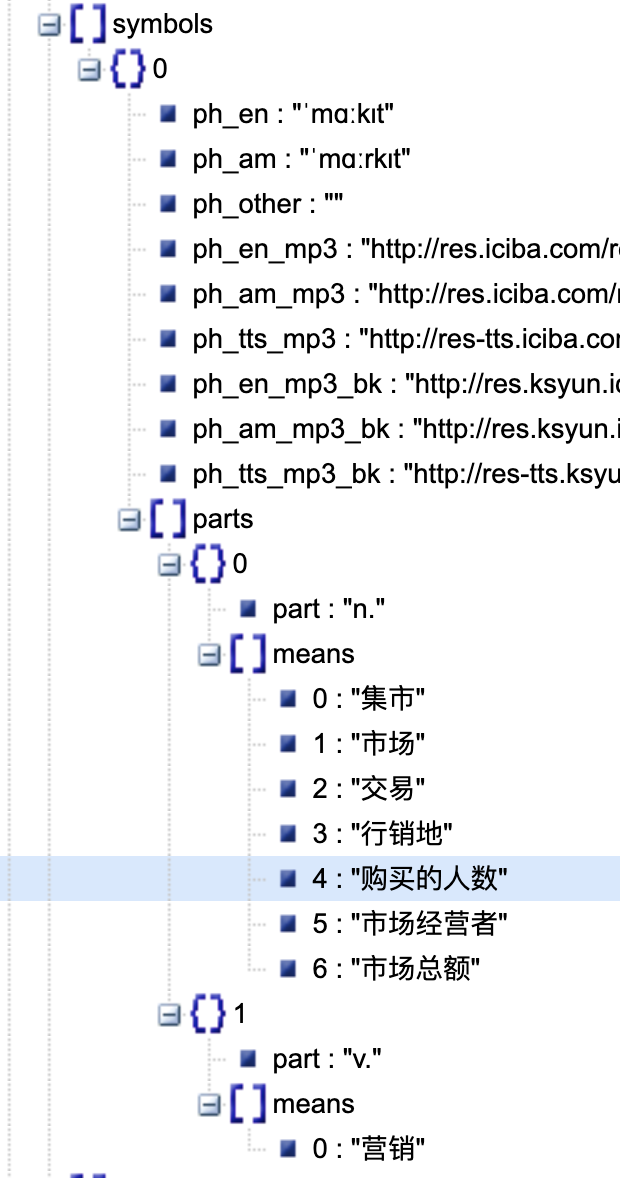 symbols
0
ph_en : "ˈmɑːkɪt"
ph_am : "ˈmɑːrkɪt"
ph_other : ""
ph_en_mp3 : "http://res.iciba.com/r
ph_am_mp3 : "http://res.iciba.com/
ph_tts_mp3 : "http://res-tts.iciba.co
ph_en_mp3_bk : "http://res.ksyun.i
ph_am_mp3_bk : "http://res.ksyun.i
ph_tts_mp3_bk : "http://res-tts.ksyu
parts
0
part : "n."
means
0 : "集市"
1 : "市场"
2 : "交易"
3 : "行销地"
4 : "购买的人数"
5 : "市场经营者"
6 : "市场总额"
1
part : "v."
means
0 : "营销"